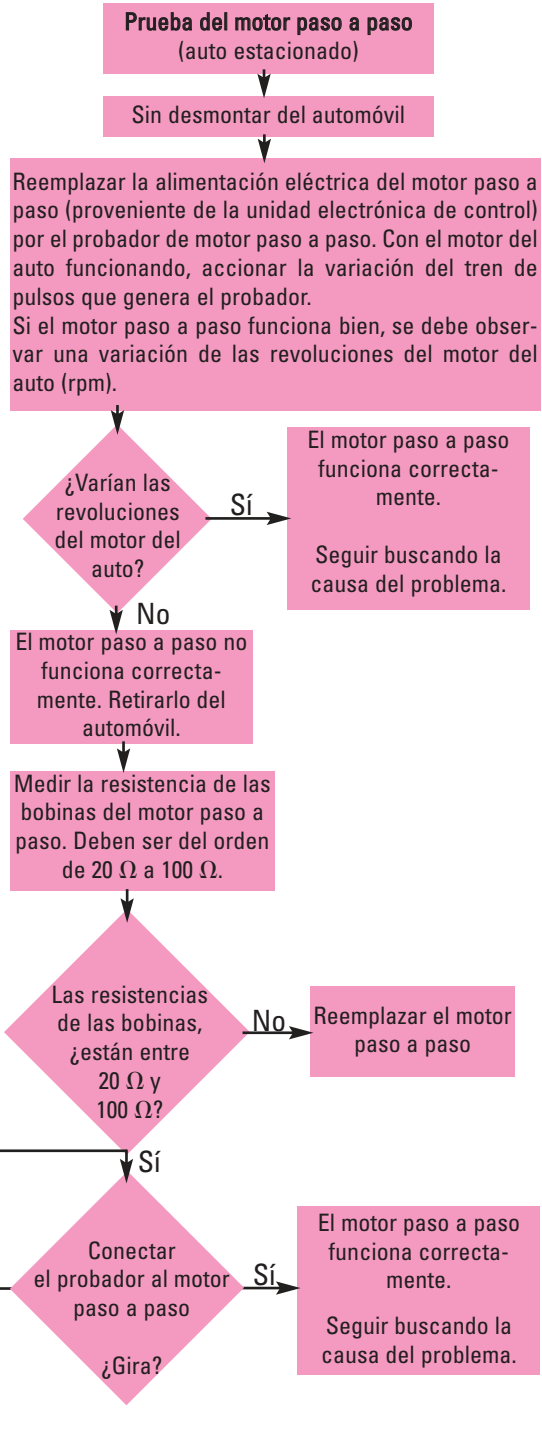 Prueba del motor paso a paso
(auto estacionado)
Sin desmontar del automóvil
Reemplazar la alimentación eléctrica del motor paso a
paso (proveniente de la unidad electrónica de control)
por el probador de motor paso a paso. Con el motor del
auto funcionando, accionar la variación del tren de
pulsos que genera el probador.
Si el motor paso a paso funciona bien, se debe obser-
var una variación de las revoluciones del motor del
auto (rpm).
¿Varían las
revoluciones
del motor del
auto?
Sí
El motor paso a paso
funciona correcta-
mente.
Seguir buscando la
causa del problema.
No
El motor paso a paso no
funciona correcta-
mente. Retirarlo del
automóvil.
Medir la resistencia de las
bobinas del motor paso a
paso. Deben ser del orden
de 20 Ω a 100 Ω.
Las resistencias
de las bobinas,
¿están entre
20 Ω y
100 Ω?
No
Reemplazar el motor
paso a paso
Sí
Conectar
el probador al motor
paso a paso
¿Gira?
Sí
El motor paso a paso
funciona correcta-
mente.
Seguir buscando la
causa del problema.